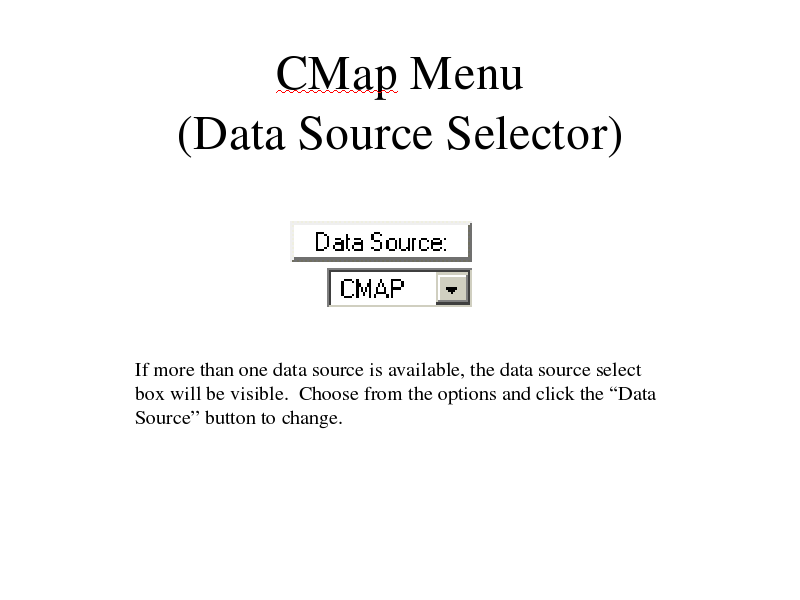 CMap Menu
(Data Source Selector)
Data Source:
CMAP
If more than one data source is available, the data source select
box will be visible.  Choose from the options and click the “Data
Source” button to change.